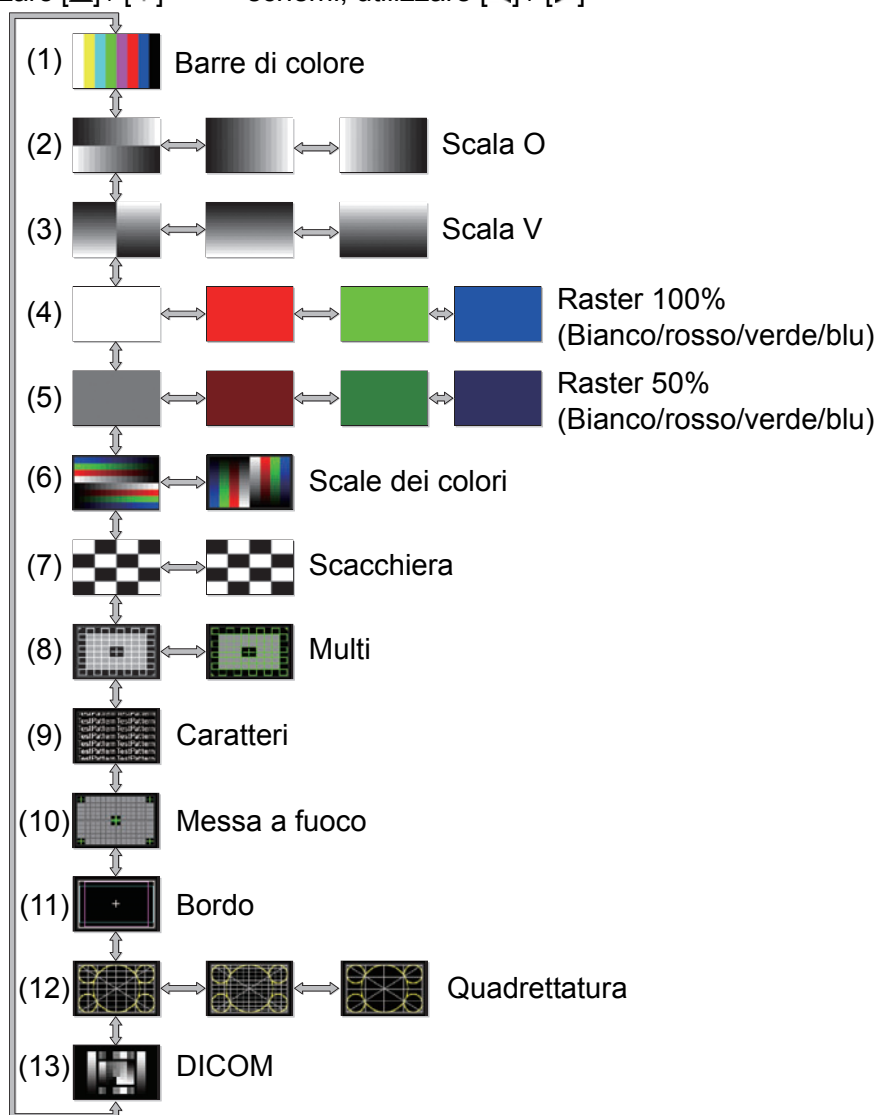 (1) Barre di colore
(2) Scala O
(3) Scala V
(4) Raster 100%
(Bianco/rosso/verde/blu)
(5) Raster 50%
(Bianco/rosso/verde/blu)
(6) Scale dei colori
(7) Scacchiera
(8) Multi
(9) Caratteri
(10) Messa a fuoco
(11) Bordo
(12) Quadrettatura
(13) DICOM